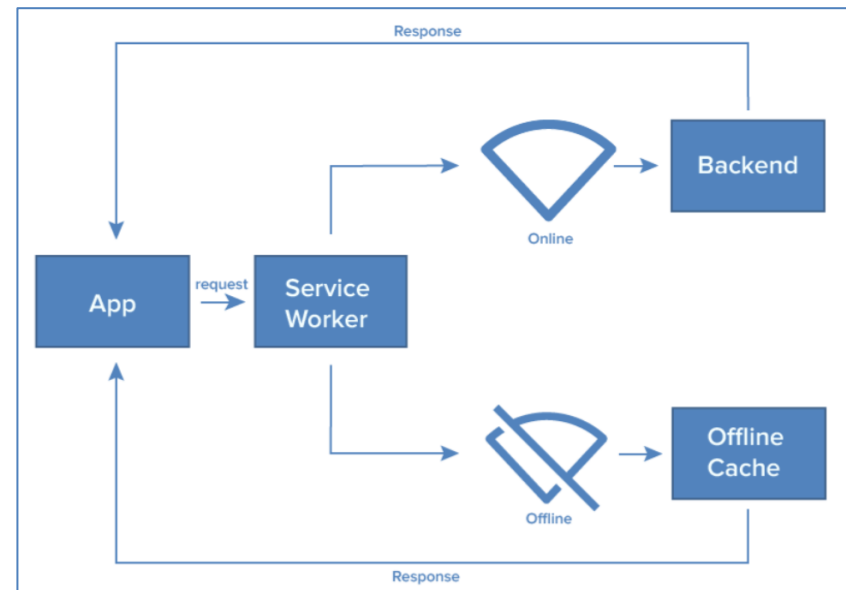 Response
Backend
Online
request
App
Service
Worker
Offline
Cache
Offline
Response